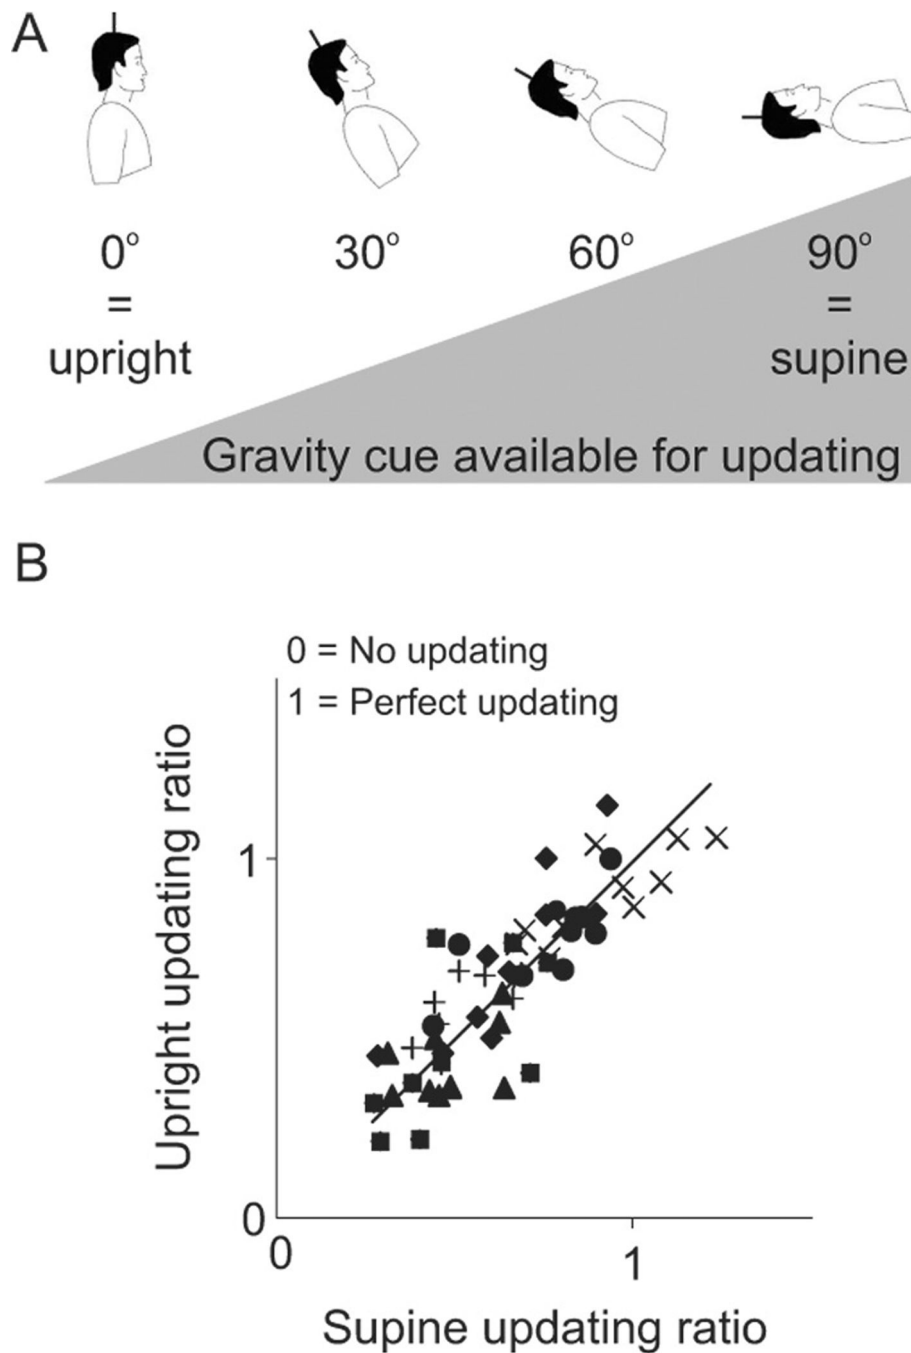 A
0° 30° 60° 90°
= =
upright supine
Gravity cue available for updating
B
0 = No updating
1 = Perfect updating
Upright updating ratio
1
0
0 1
Supine updating ratio